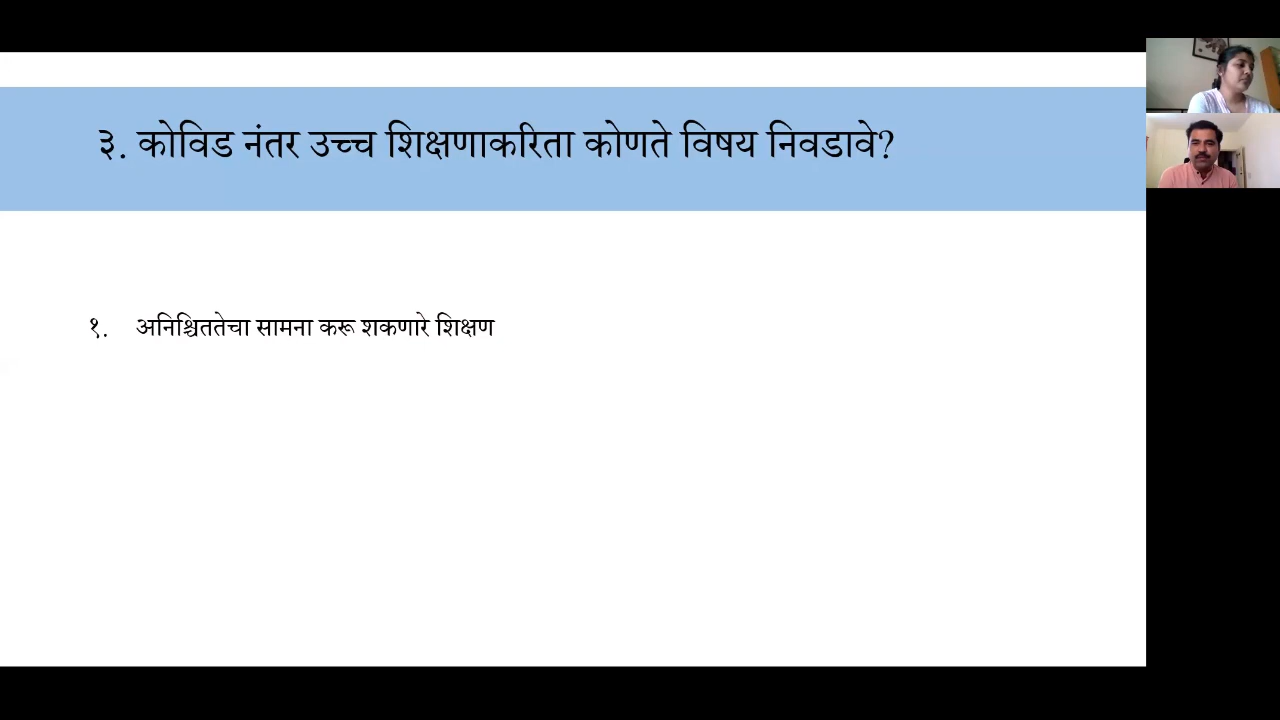 ३. कोविड नंतर उच्च शिक्षणाकरिता कोणते विषय निवडावे?
१. अनिश्चिततेचा सामना करू शकणारे शिक्षण